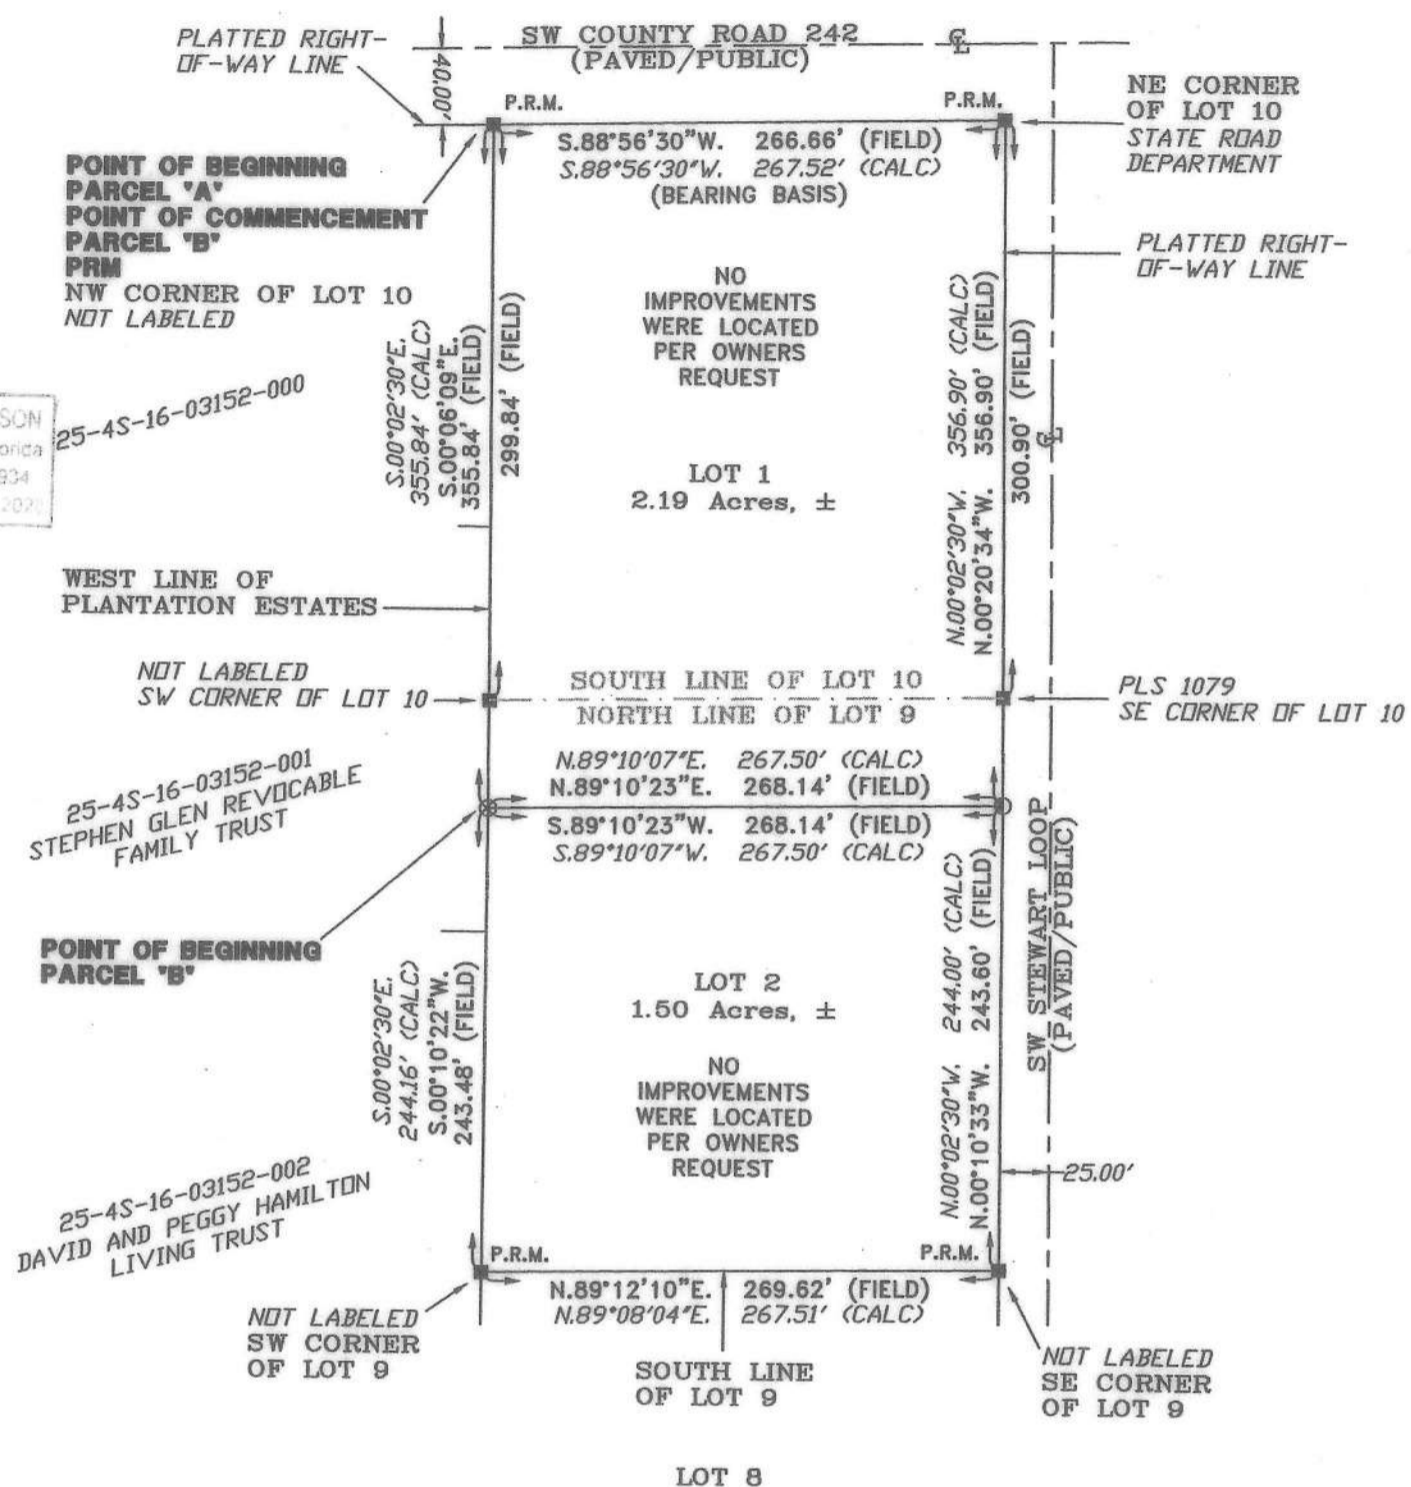 SW COUNTY ROAD 242
(PAVED/PUBLIC)
℄
PLATTED RIGHT-
OF-WAY LINE
40.00'
P.R.M.
P.R.M.
NE CORNER
OF LOT 10
STATE ROAD
DEPARTMENT
S.88°56'30"W. 266.66' (FIELD)
S.88°56'30"W. 267.52' (CALC)
(BEARING BASIS)
POINT OF BEGINNING
PARCEL "A"
POINT OF COMMENCEMENT
PARCEL "B"
PRM
NW CORNER OF LOT 10
NOT LABELED
PLATTED RIGHT-
OF-WAY LINE
NO
IMPROVEMENTS
WERE LOCATED
PER OWNERS
REQUEST
S.00°02'30"E.
355.84' (CALC)
S.00°06'09"E.
355.84' (FIELD)
299.84' (FIELD)
N.00°02'30"W. 356.90' (CALC)
N.00°20'34"W. 356.90' (FIELD)
300.90' (FIELD)
℄
25-4S-16-03152-000
SON
orida
934
LOT 1
2.19 Acres, ±
WEST LINE OF
PLANTATION ESTATES
NOT LABELED
SW CORNER OF LOT 10
SOUTH LINE OF LOT 10
NORTH LINE OF LOT 9
PLS 1079
SE CORNER OF LOT 10
N.89°10'07"E. 267.50' (CALC)
N.89°10'23"E. 268.14' (FIELD)
S.89°10'23"W. 268.14' (FIELD)
S.89°10'07"W. 267.50' (CALC)
25-4S-16-03152-001
STEPHEN GLEN REVOCABLE
FAMILY TRUST
SW STEWART LOOP
(PAVED/PUBLIC)
POINT OF BEGINNING
PARCEL "B"
S.00°02'30"E.
244.16' (CALC)
S.00°10'22"W.
243.48' (FIELD)
LOT 2
1.50 Acres, ±
NO
IMPROVEMENTS
WERE LOCATED
PER OWNERS
REQUEST
N.00°02'30"W. 244.00' (CALC)
N.00°10'33"W. 243.60' (FIELD)
25.00'
25-4S-16-03152-002
DAVID AND PEGGY HAMILTON
LIVING TRUST
P.R.M.
P.R.M.
N.89°12'10"E. 269.62' (FIELD)
N.89°08'04"E. 267.51' (CALC)
NOT LABELED
SW CORNER
OF LOT 9
SOUTH LINE
OF LOT 9
NOT LABELED
SE CORNER
OF LOT 9
LOT 8